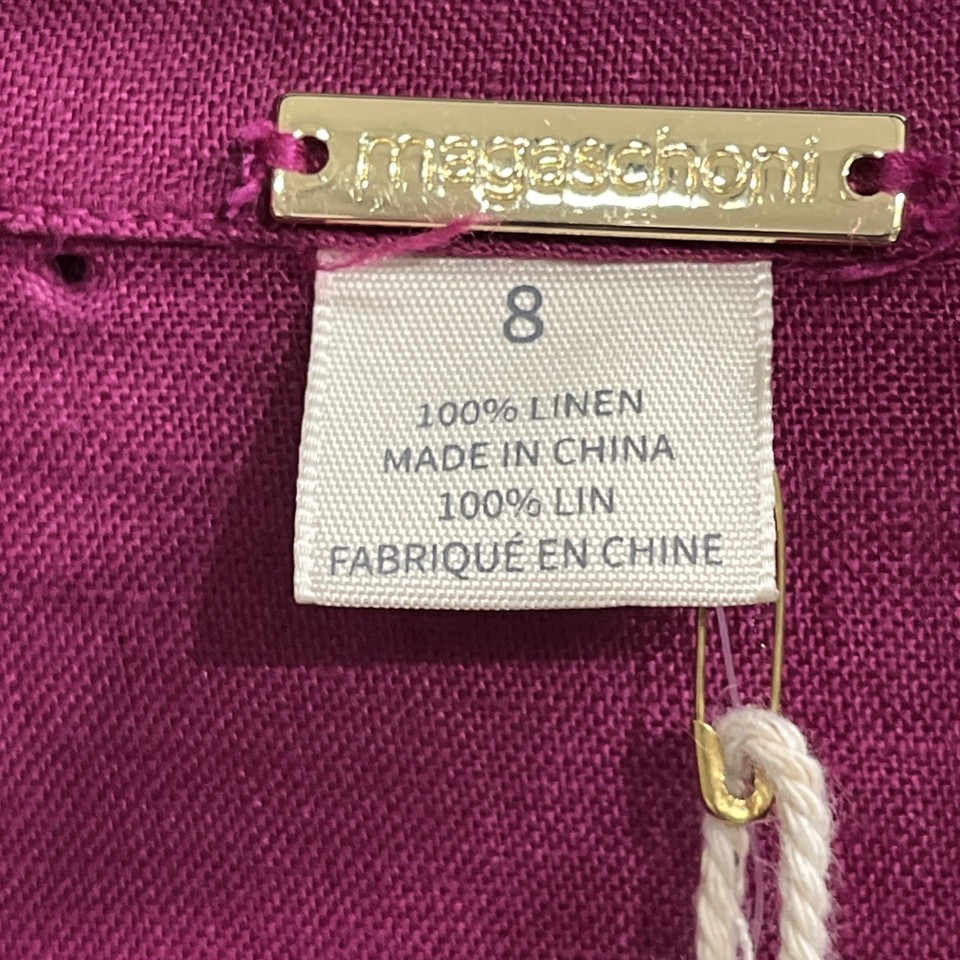 magaschoni
8
100% LINEN
MADE IN CHINA
100% LIN
FABRIQUÉ EN CHINE